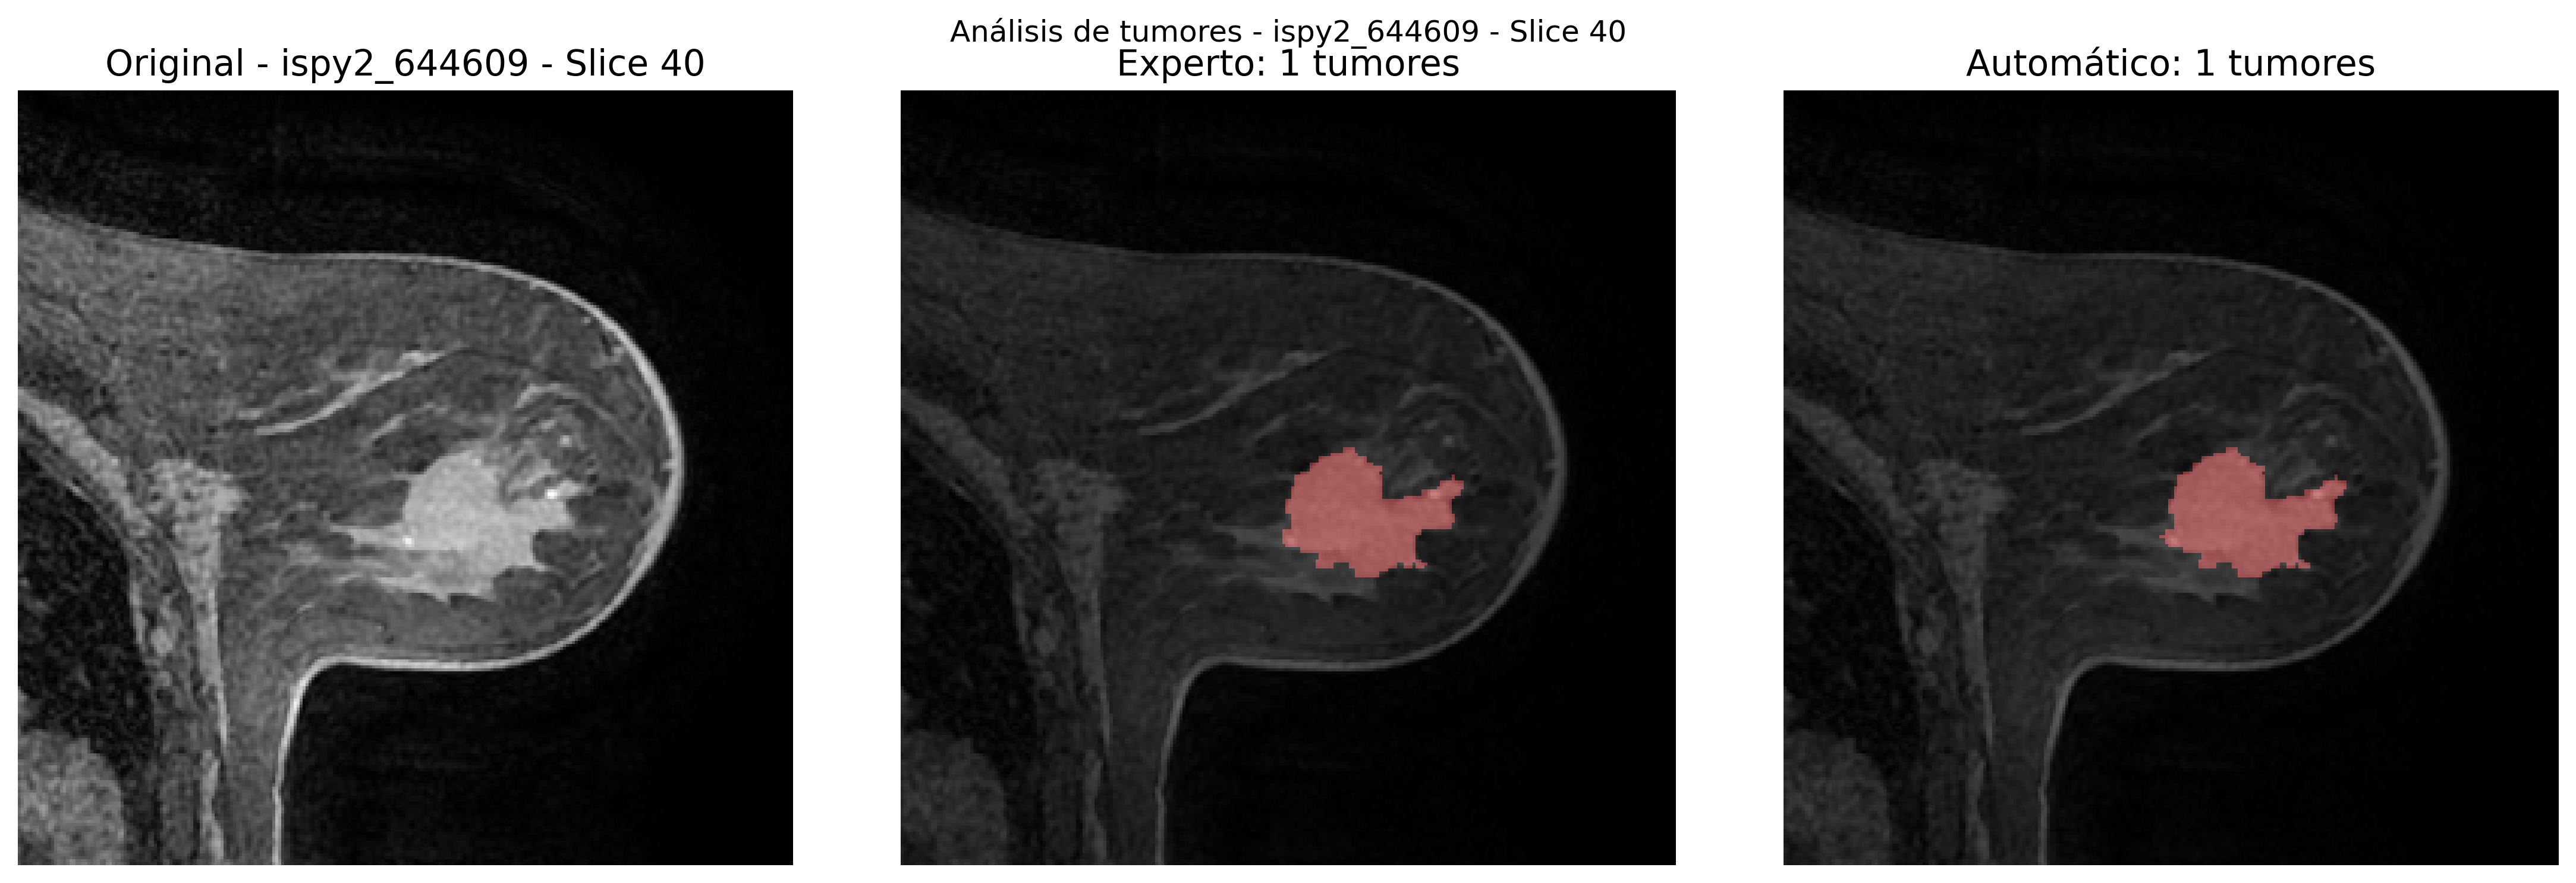 Análisis de tumores - ispy2_644609 - Slice 40
Original - ispy2_644609 - Slice 40
Experto: 1 tumores
Automático: 1 tumores